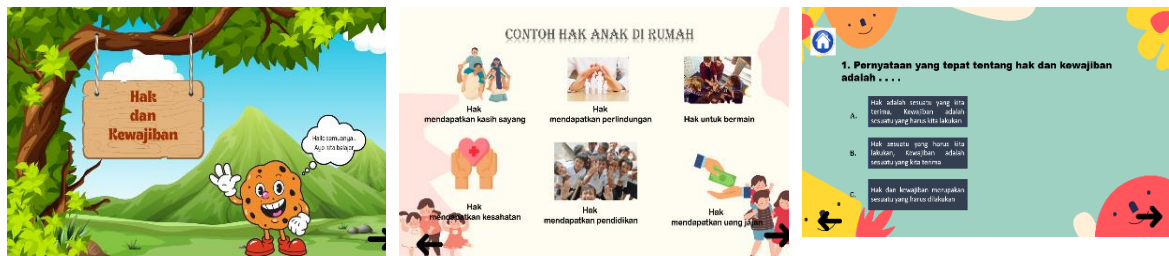 Hak
dan
Kewajiban
Hallo semuanya..
Ayo kita belajar
CONTOH HAK ANAK DI RUMAH
Hak
mendapatkan kasih sayang
Hak
mendapatkan perlindungan
Hak untuk bermain
Hak
mendapatkan kesahatan
Hak
mendapatkan pendidikan
Hak
mendapatkan uang jajan
1. Pernyataan yang tepat tentang hak dan kewajiban
adalah . . . .
A.
Hak adalah sesuatu yang kita
terima, Kewajiban adalah
sesuatu yang harus kita lakukan
B.
Hak sesuatu yang harus kita
lakukan, Kewajiban adalah
sesuatu yang kita terima
C.
Hak dan kewajiban merupakan
sesuatu yang harus dilakukan